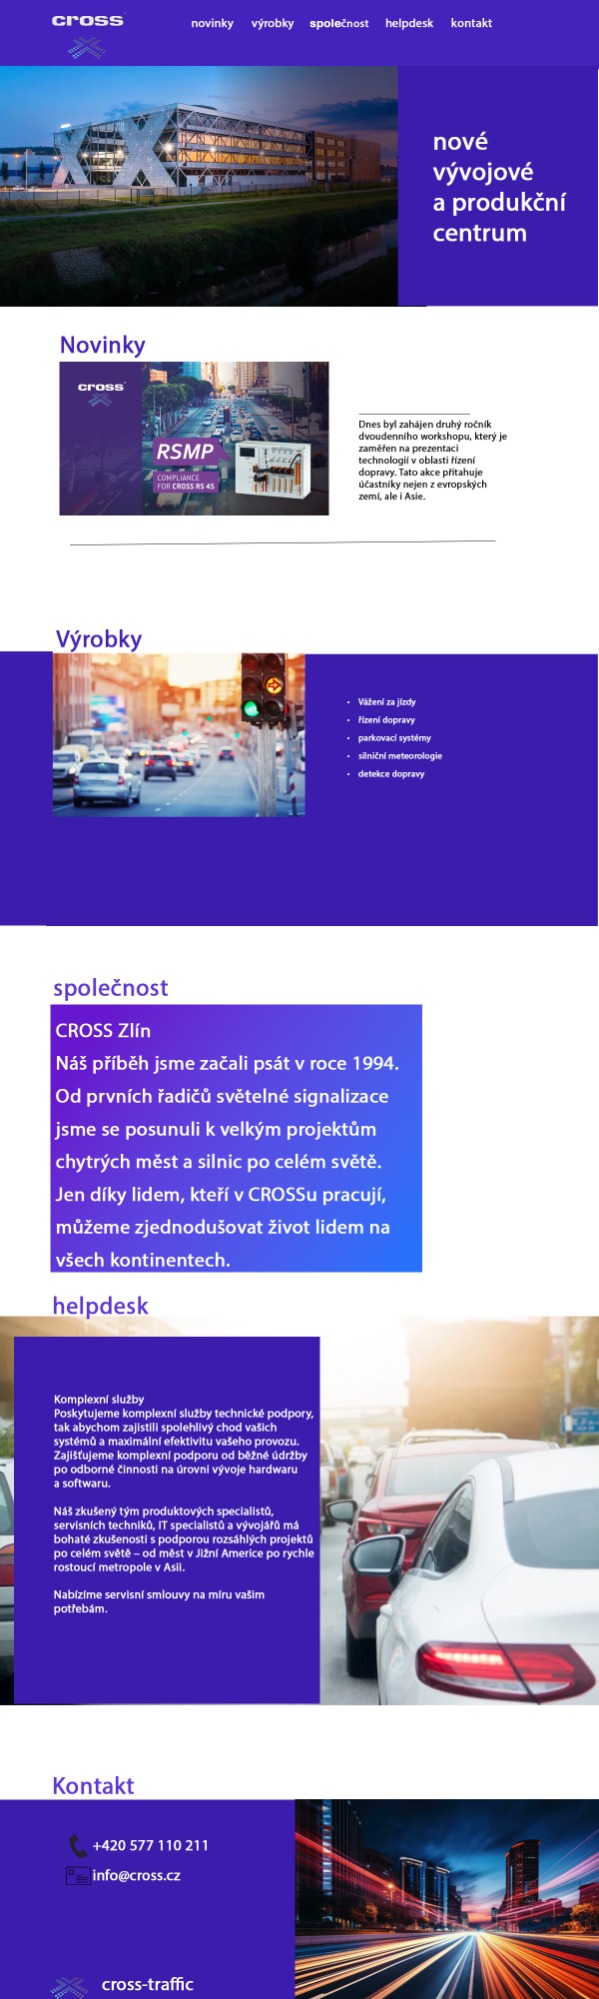 cross
novinky výrobky společnost helpdesk kontakt
nové
vývojové
a produkční
centrum
Novinky
cross
RSMP
COMPLIANCE
FOR CROSS RS 4S
Dnes byl zahájen druhý ročník
dvoudenního workshopu, který je
zaměřen na prezentaci
technologií v oblasti řízení
dopravy. Tato akce přitahuje
účastníky nejen z evropských
zemí, ale i Asie.
Výrobky
• Vážení za jízdy
• řízení dopravy
• parkovací systémy
• silniční meteorologie
• detekce dopravy
společnost
CROSS Zlín
Náš příběh jsme začali psát v roce 1994.
Od prvních řadičů světelné signalizace
jsme se posunuli k velkým projektům
chytrých měst a silnic po celém světě.
Jen díky lidem, kteří v CROSSu pracují,
můžeme zjednodušovat život lidem na
všech kontinentech.
helpdesk
Komplexní služby
Poskytujeme komplexní služby technické podpory,
tak abychom zajistili spolehlivý chod vašich
systémů a maximální efektivitu vašeho provozu.
Zajišťujeme komplexní podporu od běžné údržby
po odborné činnosti na úrovni vývoje hardwaru
a softwaru.
Náš zkušený tým produktových specialistů,
servisních techniků, IT specialistů a vývojářů má
bohaté zkušenosti s podporou rozsáhlých projektů
po celém světě – od měst v Jižní Americe po rychle
rostoucí metropole v Asii.
Nabízíme servisní smlouvy na míru vašim
potřebám.
Kontakt
+420 577 110 211
info@cross.cz
cross-traffic